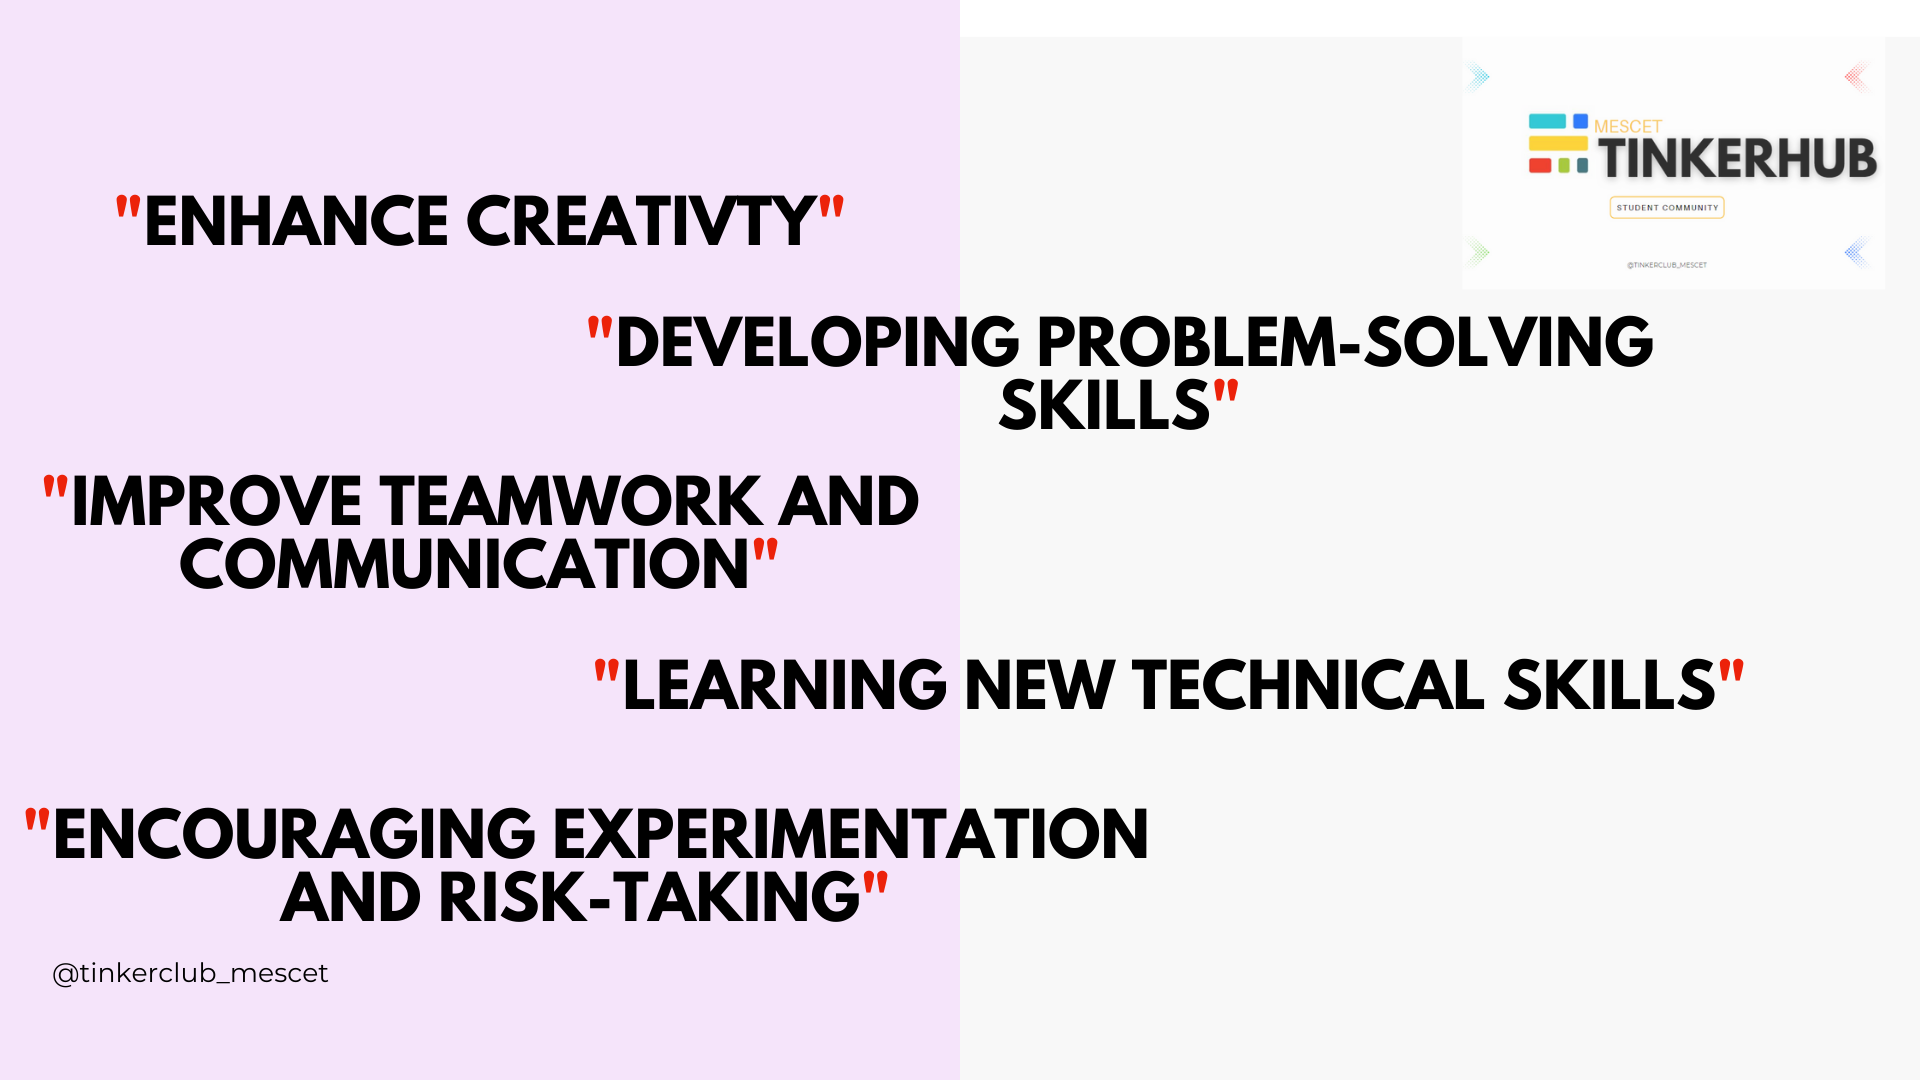 MESCET
TINKERHUB
STUDENT COMMUNITY
@TINKERCLUB_MESCET
"ENHANCE CREATIVTY"
"DEVELOPING PROBLEM-SOLVING
SKILLS"
"IMPROVE TEAMWORK AND
COMMUNICATION"
"LEARNING NEW TECHNICAL SKILLS"
"ENCOURAGING EXPERIMENTATION
AND RISK-TAKING"
@tinkerclub_mescet